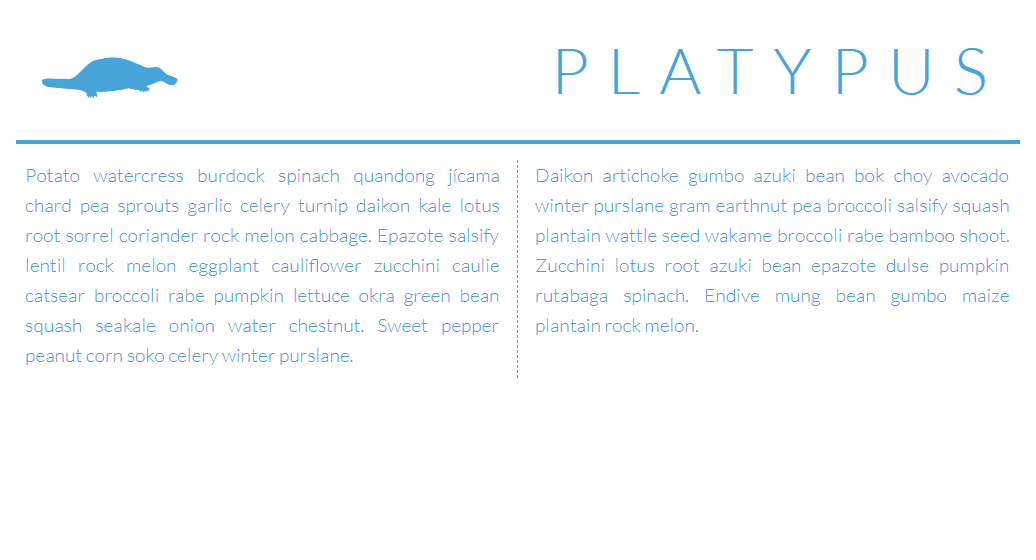 PLATYPUS
Potato watercress burdock spinach quandong jícama
chard pea sprouts garlic celery turnip daikon kale lotus
root sorrel coriander rock melon cabbage. Epazote salsify
lentil rock melon eggplant cauliflower zucchini caulie
catsear broccoli rabe pumpkin lettuce okra green bean
squash seakale onion water chestnut. Sweet pepper
peanut corn soko celery winter purslane.
Daikon artichoke gumbo azuki bean bok choy avocado
winter purslane gram earthnut pea broccoli salsify squash
plantain wattle seed wakame broccoli rabe bamboo shoot.
Zucchini lotus root azuki bean epazote dulse pumpkin
rutabaga spinach. Endive mung bean gumbo maize
plantain rock melon.